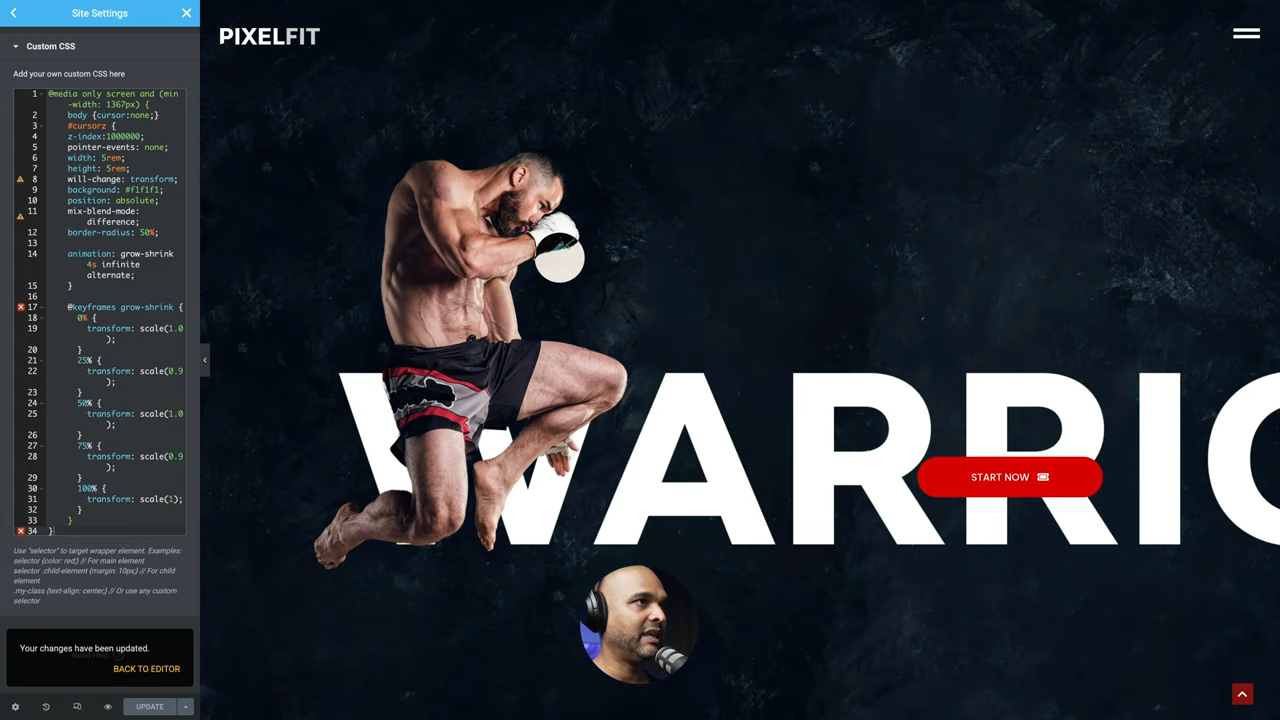 Site Settings
PIXELFIT
Custom CSS
Add your own custom CSS here
1 @media only screen and (min
-width: 1367px) {
2 body {cursor:none;}
3 #cursorz {
4 z-index:1000000;
5 pointer-events: none;
6 width: 5rem;
7 height: 5rem;
8 will-change: transform;
9 background: #f1f1f1;
10 position: absolute;
11 mix-blend-mode:
difference;
12 border-radius: 50%;
13
14 animation: grow-shrink
4s infinite
alternate;
15 }
16
17 @keyframes grow-shrink {
18 0% {
19 transform: scale(1.0
);
20 }
21 25% {
22 transform: scale(0.9
);
23 }
24 50% {
25 transform: scale(1.0
);
26 }
27 75% {
28 transform: scale(0.9
);
29 }
30 100% {
31 transform: scale(1);
32 }
33 }
34 }
WARRIO
START NOW
Use "selector" to target wrapper element. Examples:
selector {color: red;} // For main element
selector .child-element {margin: 10px;} // For child
element
.my-class {text-align: center;} // Or use any custom
selector
Your changes have been updated.
BACK TO EDITOR
UPDATE